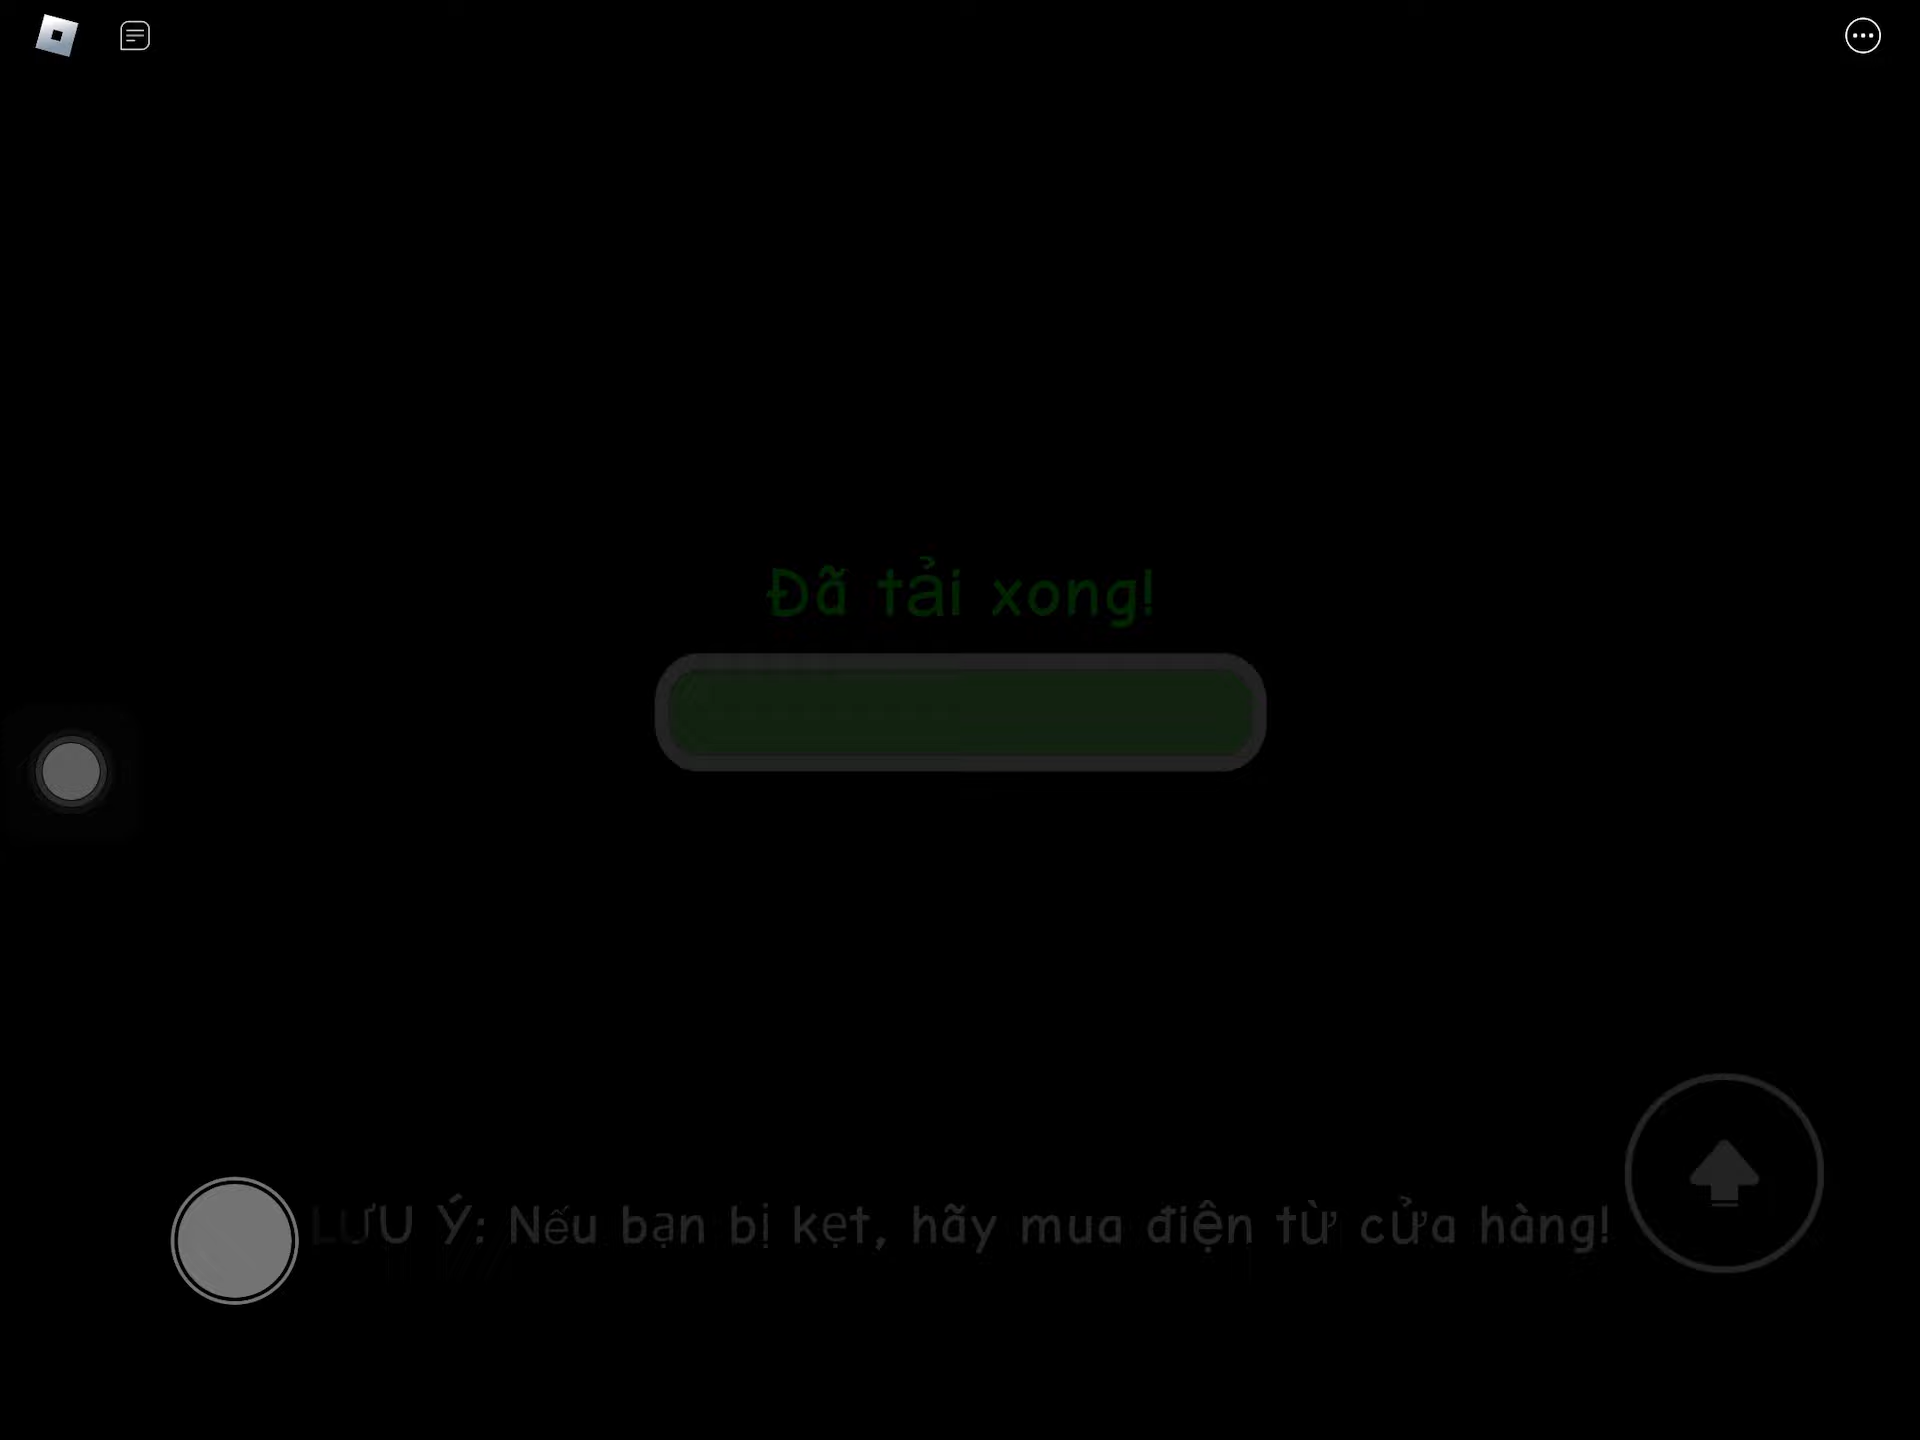 Đã tải xong!
LƯU Ý: Nếu bạn bị kẹt, hãy mua điện từ cửa hàng!